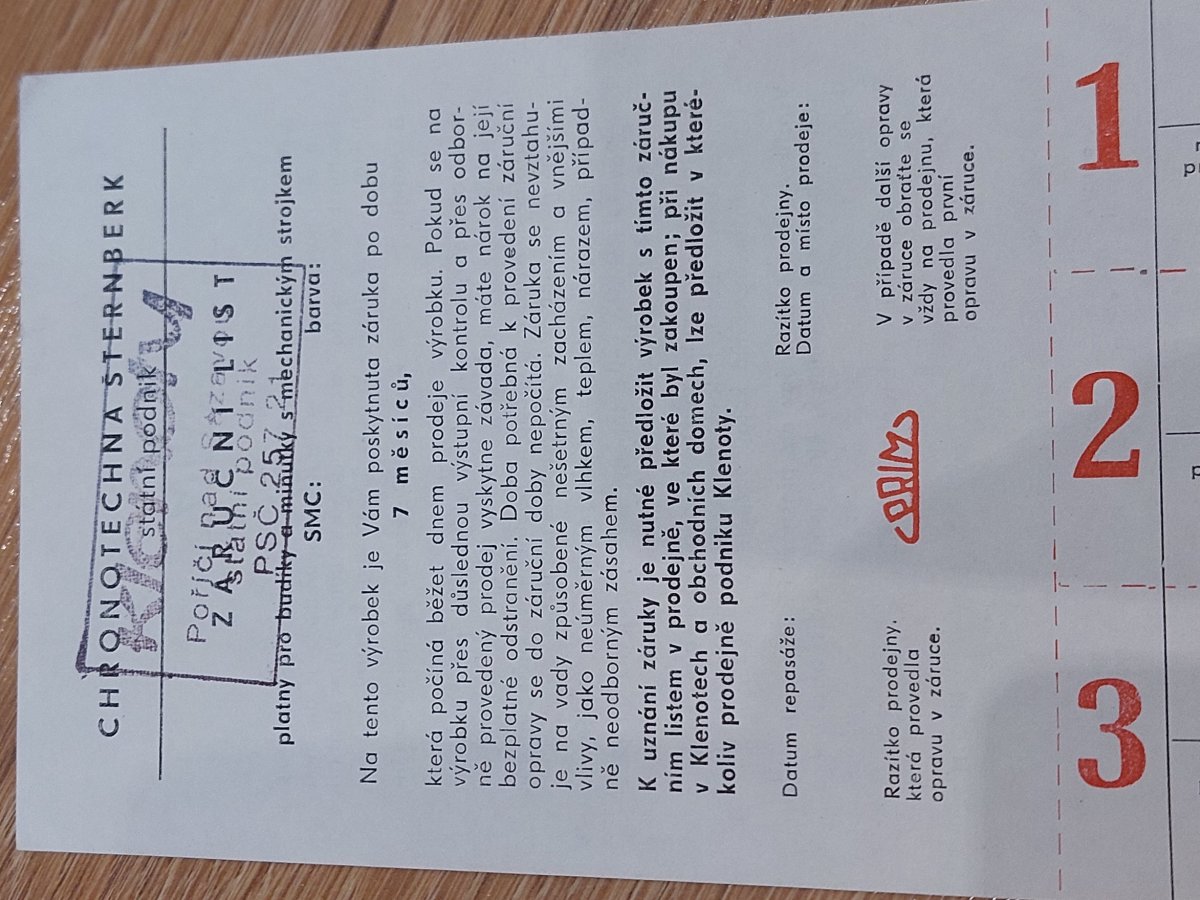 CHRONOTECHNA ŠTERNBERK
státní podnik
Poříčí nad Sázavou
ZÁRUČNÍ LIST
státní podnik
PSČ 257 21
platný pro budíky a minutky s mechanickým strojkem
SMC: barva:
Na tento výrobek je Vám poskytnuta záruka po dobu
7 měsíců,
která počíná běžet dnem prodeje výrobku. Pokud se na
výrobku přes důslednou výstupní kontrolu a přes odbor-
ně provedený prodej vyskytne závada, máte nárok na její
bezplatné odstranění. Doba potřebná k provedení záruční
opravy se do záruční doby nepočítá. Záruka se nevztahu-
je na vady způsobené nešetrným zacházením a vnějšími
vlivy, jako neúměrným vlhkem, teplem, nárazem, případ-
ně neodborným zásahem.
K uznání záruky je nutné předložit výrobek s tímto záruč-
ním listem v prodejně, ve které byl zakoupen; při nákupu
v Klenotech a obchodních domech, lze předložit v které-
koliv prodejně podniku Klenoty.
Razítko prodejny.
Datum repasáže: Datum a místo prodeje:
Razítko prodejny.
která provedla
opravu v záruce.
PRIM
V případě další opravy
v záruce obraťte se
vždy na prodejnu, která
provedla první
opravu v záruce.
3 2 1